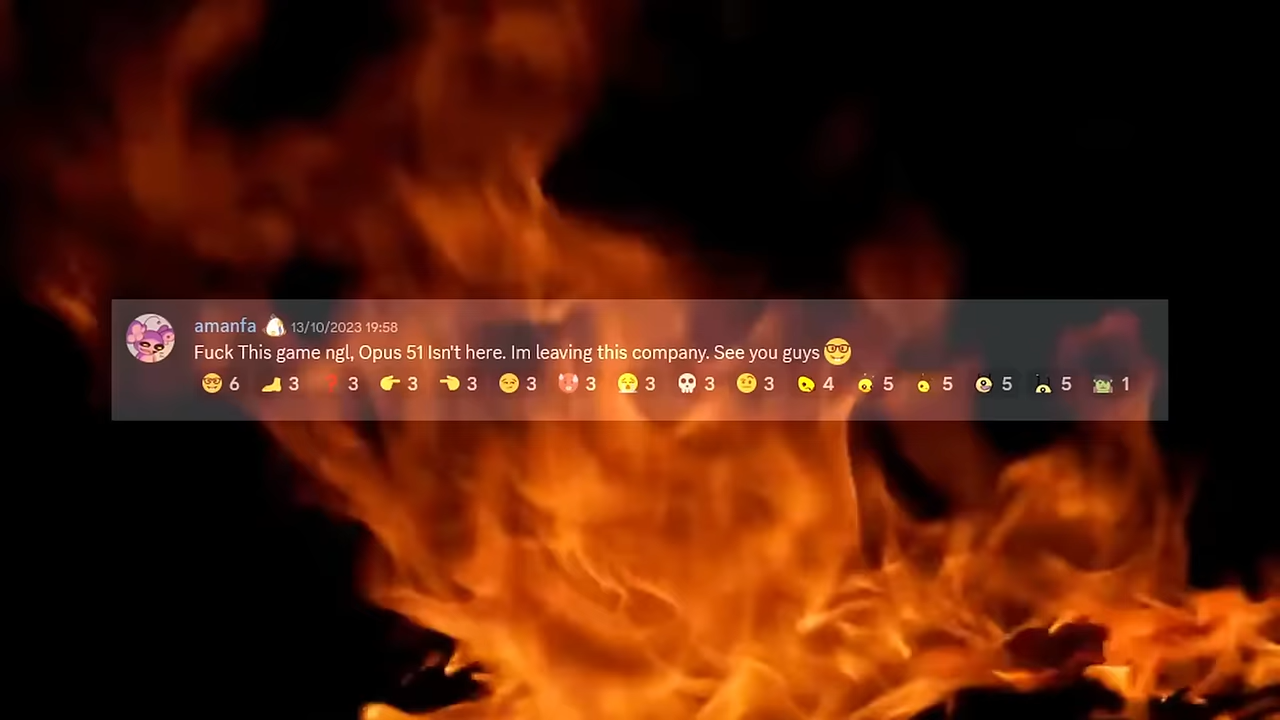 amanfa 13/10/2023 19:58
Fuck This game ngl, Opus 51 Isn't here. Im leaving this company. See you guys 🤓
🤓 6 🦶 3 ❓ 3 👉 3 👈 3 😔 3 👹 3 😮‍💨 3 💀 3 🤨 3 4 5 5 5 5 1